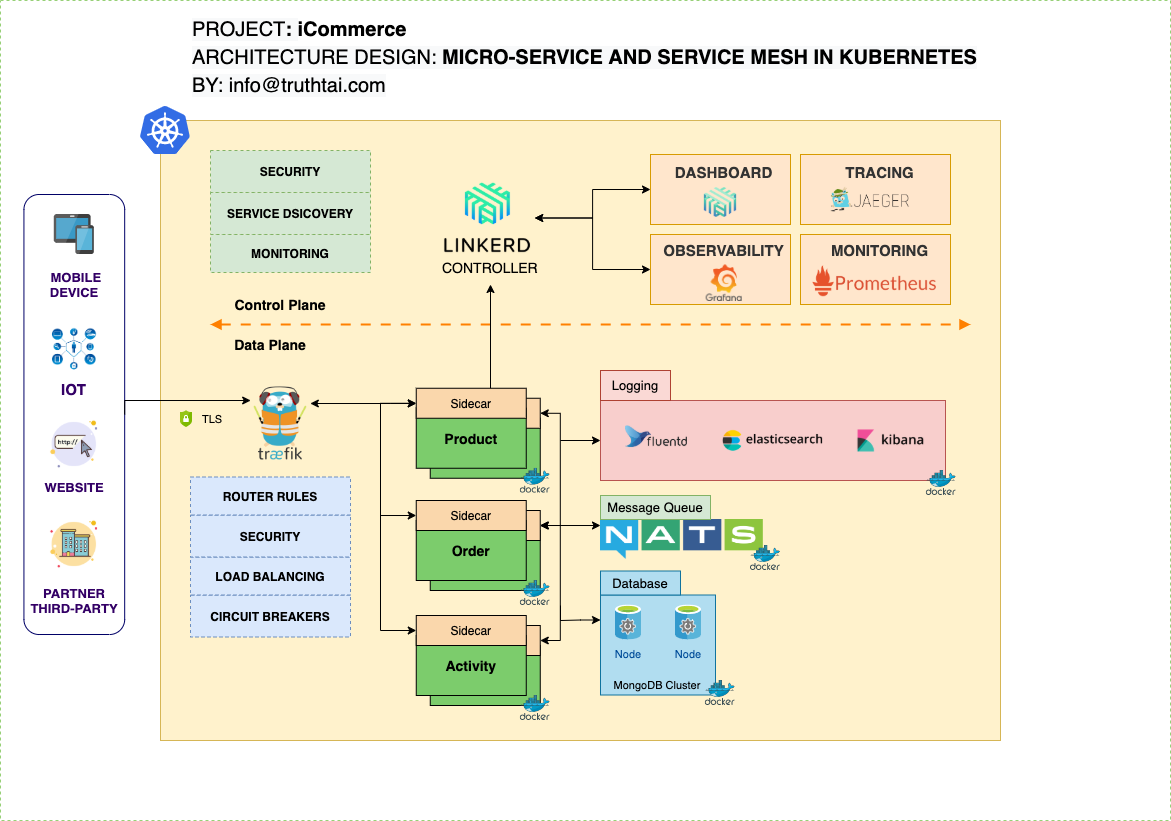 PROJECT: iCommerce
ARCHITECTURE DESIGN: MICRO-SERVICE AND SERVICE MESH IN KUBERNETES
BY: info@truthtai.com
MOBILE
DEVICE
IOT
http://
WEBSITE
PARTNER
THIRD-PARTY
SECURITY
SERVICE DSICOVERY
MONITORING
LINKERD
CONTROLLER
DASHBOARD
TRACING
JAEGER
OBSERVABILITY
Grafana
MONITORING
Prometheus
Control Plane
Data Plane
TLS
træfik
ROUTER RULES
SECURITY
LOAD BALANCING
CIRCUIT BREAKERS
Sidecar
Product
docker
Sidecar
Order
docker
Sidecar
Activity
docker
Logging
fluentd
elasticsearch
kibana
docker
Message Queue
NATS
docker
Database
Node
Node
MongoDB Cluster
docker